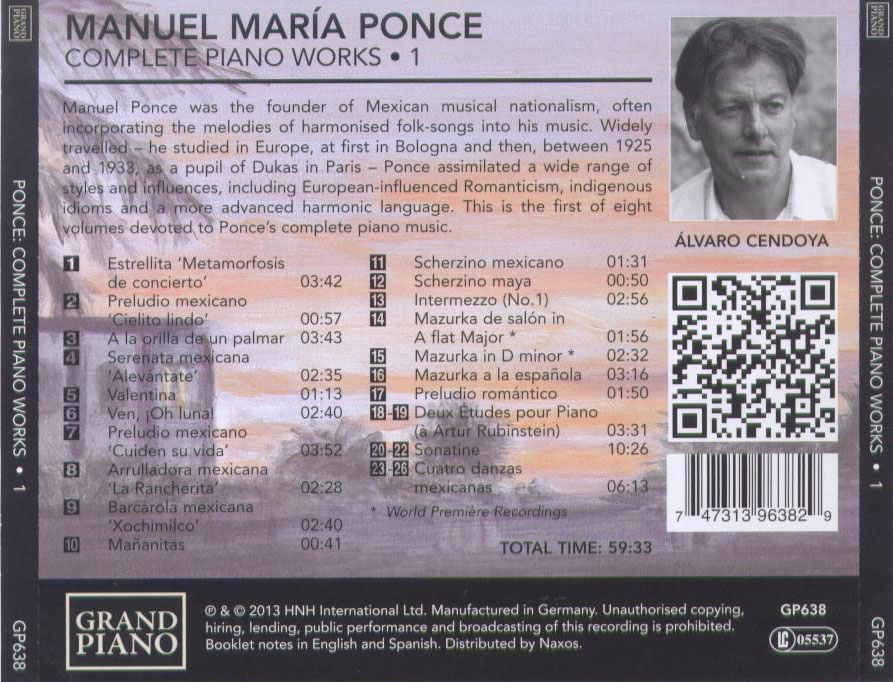 GRAND
PIANO
PONCE: COMPLETE PIANO WORKS • 1
GP638
MANUEL MARÍA PONCE
COMPLETE PIANO WORKS • 1
Manuel Ponce was the founder of Mexican musical nationalism, often
incorporating the melodies of harmonised folk-songs into his music. Widely
travelled – he studied in Europe, at first in Bologna and then, between 1925
and 1933, as a pupil of Dukas in Paris – Ponce assimilated a wide range of
styles and influences, including European-influenced Romanticism, indigenous
idioms and a more advanced harmonic language. This is the first of eight
volumes devoted to Ponce's complete piano music.
1 Estrellita 'Metamorfosis
de concierto' 03:42
2 Preludio mexicano
'Cielito lindo' 00:57
3 A la orilla de un palmar 03:43
4 Serenata mexicana
'Alevántate' 02:35
5 Valentina 01:13
6 Ven, ¡Oh luna! 02:40
7 Preludio mexicano
'Cuiden su vida' 03:52
8 Arrulladora mexicana
'La Rancherita' 02:28
9 Barcarola mexicana
'Xochimilco' 02:40
10 Mañanitas 00:41
11 Scherzino mexicano 01:31
12 Scherzino maya 00:50
13 Intermezzo (No.1) 02:56
14 Mazurka de salón in
A flat Major * 01:56
15 Mazurka in D minor * 02:32
16 Mazurka a la española 03:16
17 Preludio romántico 01:50
18-19 Deux Études pour Piano
(à Artur Rubinstein) 03:31
20-22 Sonatine 10:26
23-26 Cuatro danzas
mexicanas 06:13
* World Première Recordings
TOTAL TIME: 59:33
ÁLVARO CENDOYA
7 47313 96382 9
GRAND
PIANO
℗ & © 2013 HNH International Ltd. Manufactured in Germany. Unauthorised copying,
hiring, lending, public performance and broadcasting of this recording is prohibited.
Booklet notes in English and Spanish. Distributed by Naxos.
GP638
LC 05537
GRAND
PIANO
PONCE: COMPLETE PIANO WORKS • 1
GP638